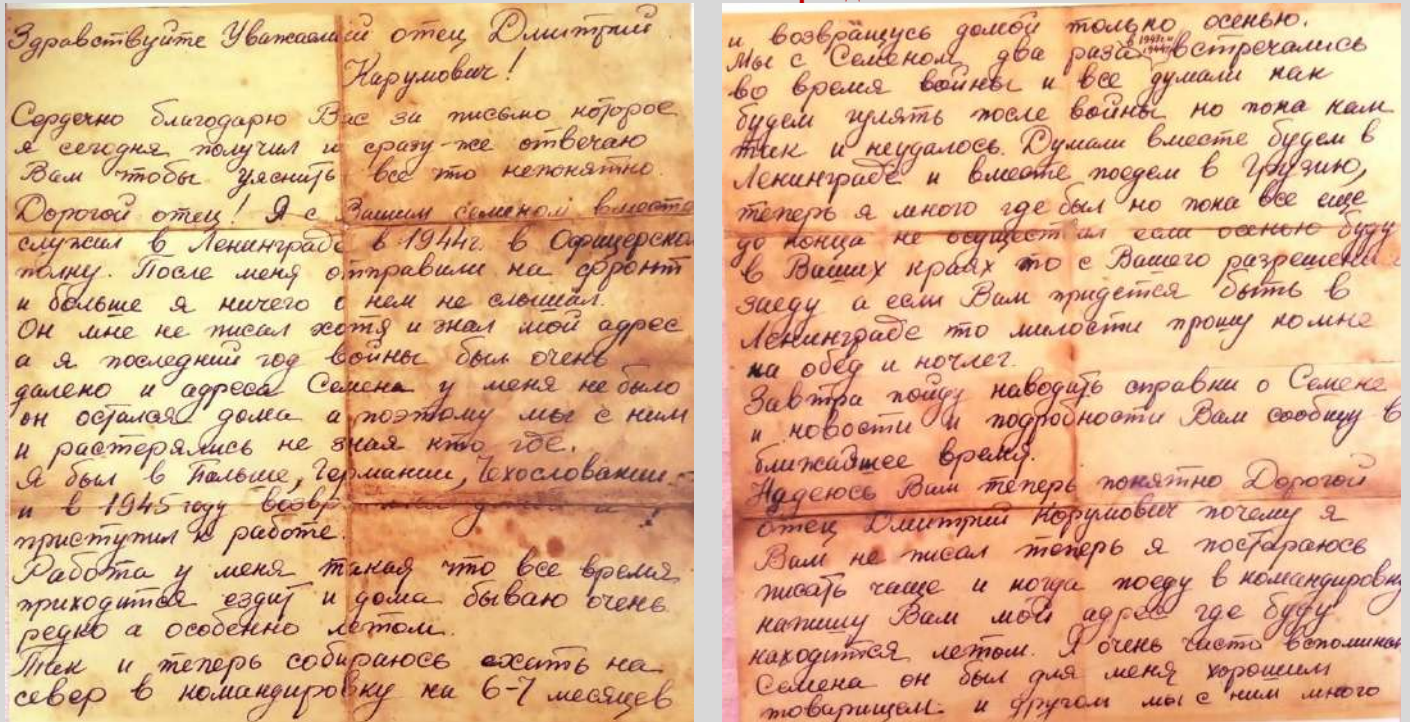 Здравствуйте Уважаемый отец Дмитрий
Карумович!
Сердечно благодарю Вас за письмо которое
я сегодня получил и сразу-же отвечаю
Вам чтобы уяснить все что непонятно.
Дорогой отец! Я с Вашим семеном вместе
служил в Ленинграде в 1944г. в Офицерском
полку. После меня отправили на фронт
и больше я ничего о нем не слышал.
Он мне не писал хотя и знал мой адрес
а я последний год войны был очень
далеко и адреса Семена у меня не было
он остался дома а поэтому мы с ним
и растерялись не зная кто где.
Я был в Польше, Германии, Чехословакии
и в 1945 году
приступил к работе.
Работа у меня такая что все время
приходится ездит и дома бываю очень
редко а особенно летом.
Так и теперь собираюсь ехать на
север в командировку на 6-7 месяцев
и возвращусь домой только осенью.
Мы с Семеном два раза в 1943г и 1944г встречались
во время войны и все думали как
будем гулять после войны но пока нам
так и неудалось. Думали вместе будем в
Ленинграде и вместе поедем в Грузию,
теперь я много где был но пока все еще
до конца не если осенью буду
в Ваших краях то с Вашего
заеду а если Вам придется быть в
Ленинграде то милости прошу комне
на обед и ночлег.
Завтра пойду наводить справки о Семене
и новости и подробности Вам сообщу в
ближайшее время.
Надеюсь Вам теперь понятно Дорогой
отец Дмитрий Корумович почему я
Вам не писал теперь я постараюсь
писать чаще и когда поеду в командировку
напишу Вам мой адрес где буду
находится летом. Я очень часто вспоминаю
Семена он был для меня хорошим
товарищем и другом мы с ним много